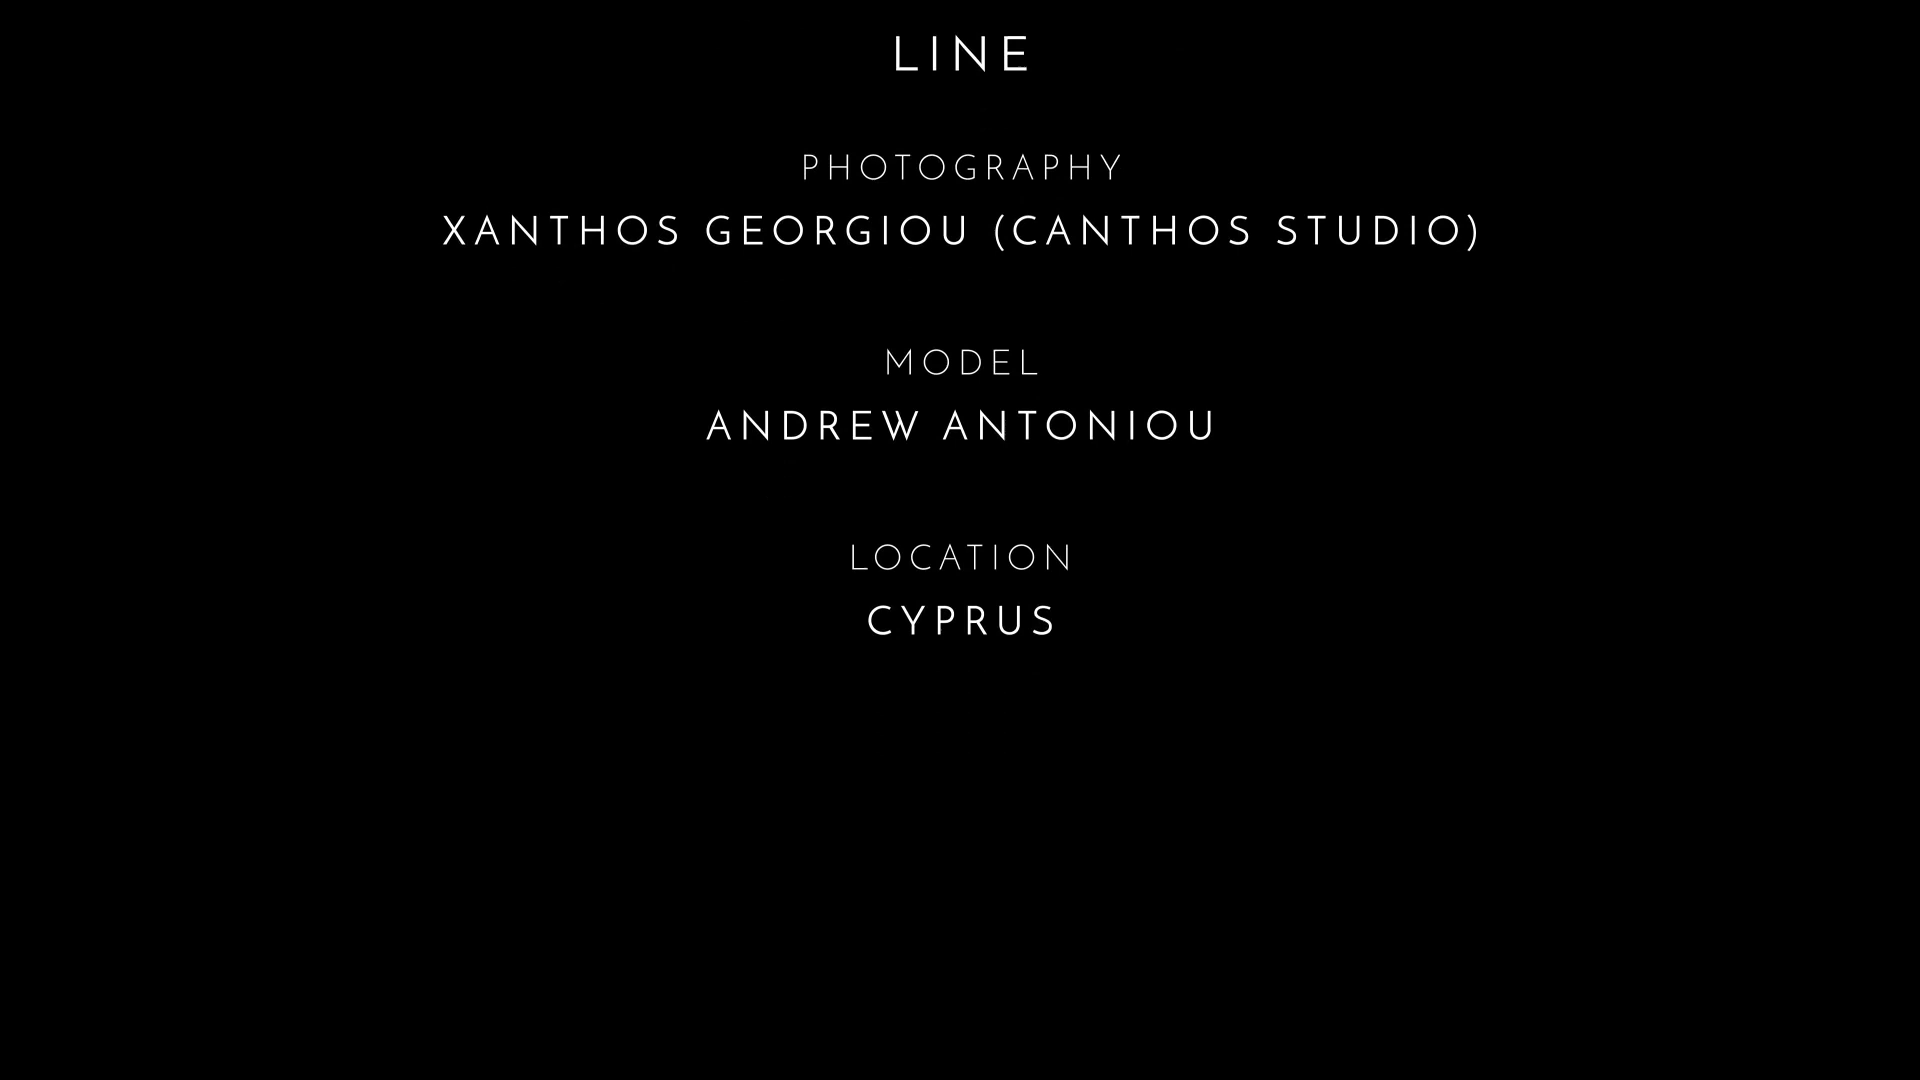 LINE
PHOTOGRAPHY
XANTHOS GEORGIOU (CANTHOS STUDIO)
MODEL
ANDREW ANTONIOU
LOCATION
CYPRUS